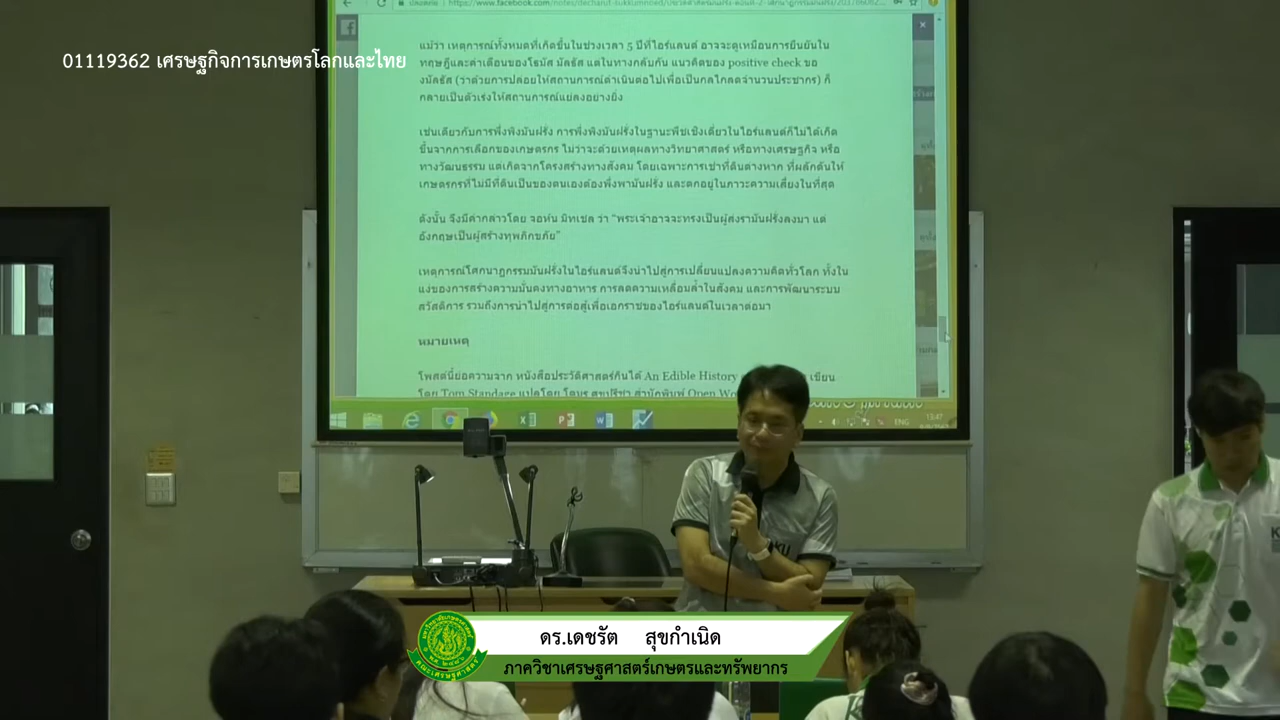 https://www.facebook.com/notes/
01119362 เศรษฐกิจการเกษตรโลกและไทย
แม้ว่า เหตุการณ์ทั้งหมดที่เกิดขึ้นในช่วงเวลา 5 ปีที่ไอร์แลนด์ อาจจะดูเหมือนการยืนยันใน
ทฤษฎีและคำเตือนของโธมัส มัลธัส แต่ในทางกลับกัน แนวคิดของ positive check ขอ
งมัลธัส (ว่าด้วยการปล่อยให้สถานการณ์ดำเนินต่อไปเพื่อเป็นกลไกลดจำนวนประชากร) ก็
กลายเป็นตัวเร่งให้สถานการณ์แย่ลงอย่างยิ่ง
เช่นเดียวกับการพึ่งพิงมันฝรั่ง การพึ่งพิงมันฝรั่งในฐานะพืชเชิงเดี่ยวในไอร์แลนด์ก็ไม่ได้เกิด
ขึ้นจากการเลือกของเกษตรกร ไม่ว่าจะด้วยเหตุผลทางวิทยาศาสตร์ หรือทางเศรษฐกิจ หรือ
ทางวัฒนธรรม แต่เกิดจากโครงสร้างทางสังคม โดยเฉพาะการเช่าที่ดินต่างหาก ที่ผลักดันให้
เกษตรกรที่ไม่มีที่ดินเป็นของตนเองต้องพึ่งพามันฝรั่ง และตกอยู่ในภาวะความเสี่ยงในที่สุด
ดังนั้น จึงมีคำกล่าวโดย จอห์น มิทเชล ว่า "พระเจ้าอาจจะทรงเป็นผู้ส่งรามันฝรั่งลงมา แต่
อังกฤษเป็นผู้สร้างทุพภิกขภัย"
เหตุการณ์โศกนาฏกรรมมันฝรั่งในไอร์แลนด์จึงนำไปสู่การเปลี่ยนแปลงความคิดทั่วโลก ทั้งใน
แง่ของการสร้างความมั่นคงทางอาหาร การลดความเหลื่อมล้ำในสังคม และการพัฒนาระบบ
สวัสดิการ รวมถึงการนำไปสู่การต่อสู้เพื่อเอกราชของไอร์แลนด์ในเวลาต่อมา
หมายเหตุ
โพสต์นี้ย่อความจาก หนังสือประวัติศาสตร์กินได้ An Edible History เขียน
โดย Tom Standage แปลโดย โตมร ศุขปรีชา สำนักพิมพ์ Open Wo
ENG 13:47
ดร.เดชรัต สุขกำเนิด
ภาควิชาเศรษฐศาสตร์เกษตรและทรัพยากร